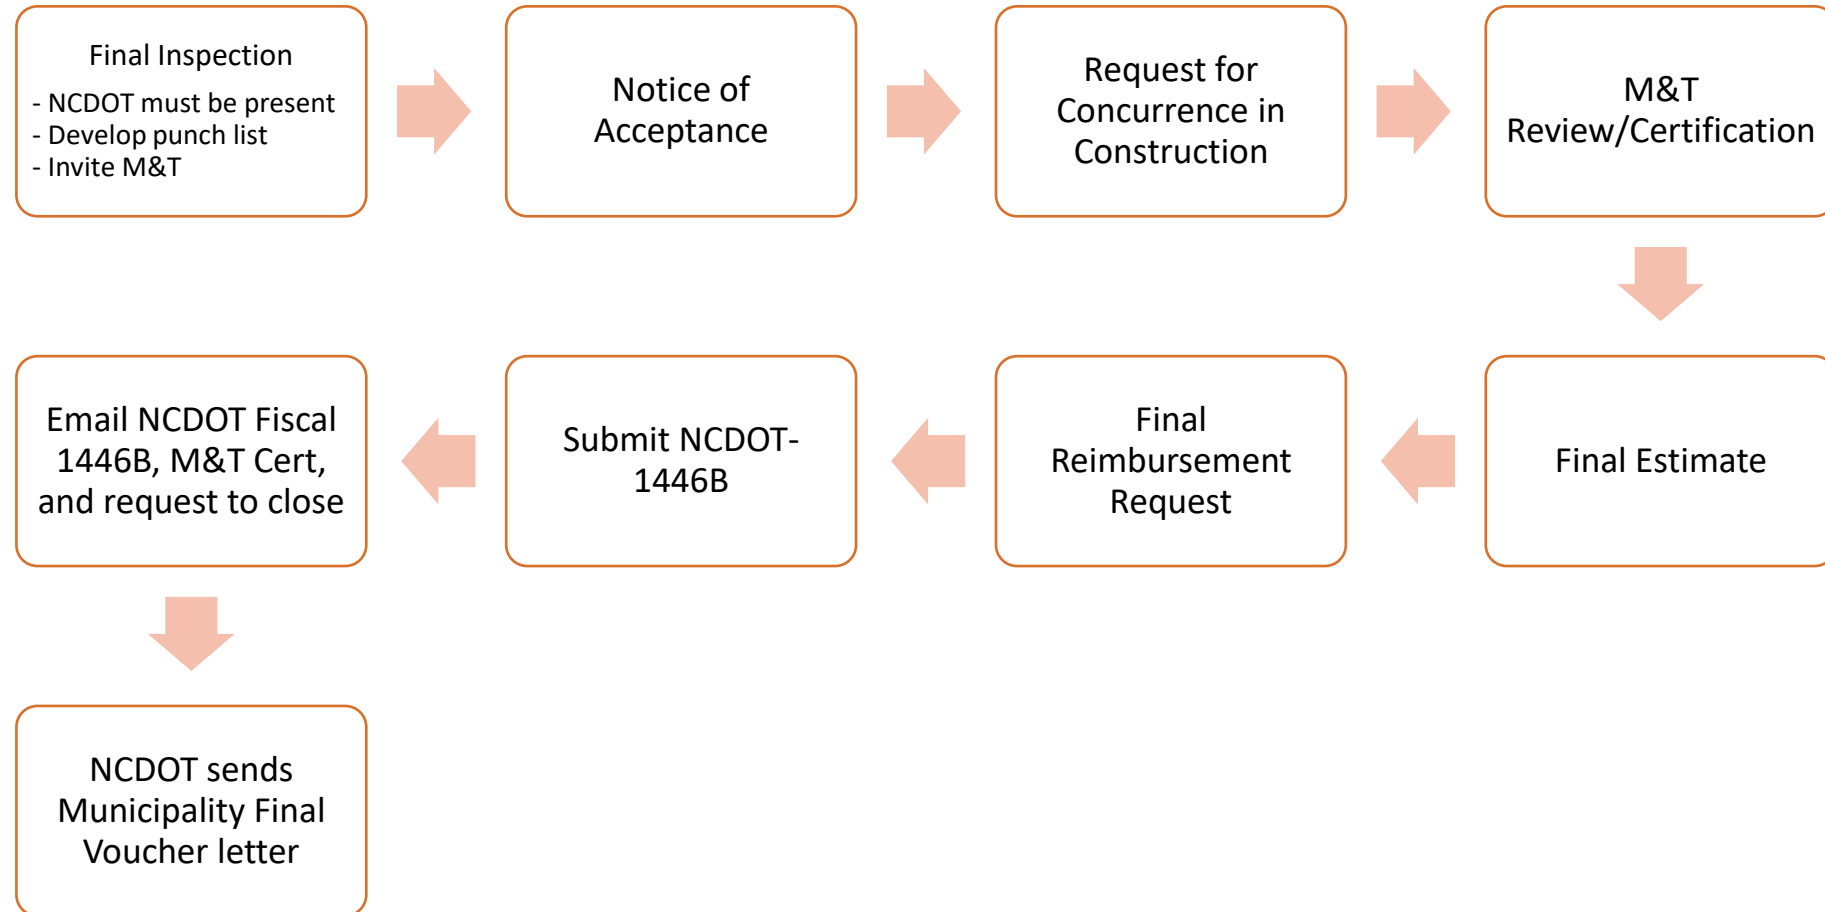 Final Inspection
- NCDOT must be present
- Develop punch list
- Invite M&T
Notice of
Acceptance
Request for
Concurrence in
Construction
M&T
Review/Certification
Final Estimate
Final
Reimbursement
Request
Submit NCDOT-
1446B
Email NCDOT Fiscal
1446B, M&T Cert,
and request to close
NCDOT sends
Municipality Final
Voucher letter